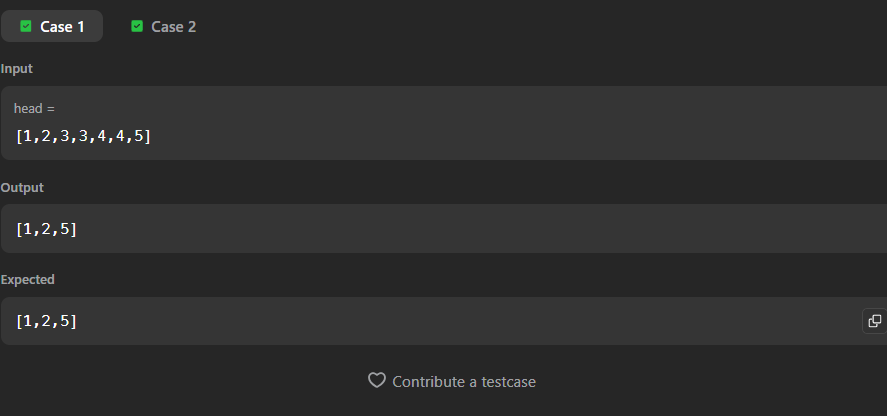 Case 1 Case 2
Input
head =
[1,2,3,3,4,4,5]
Output
[1,2,5]
Expected
[1,2,5]
Contribute a testcase